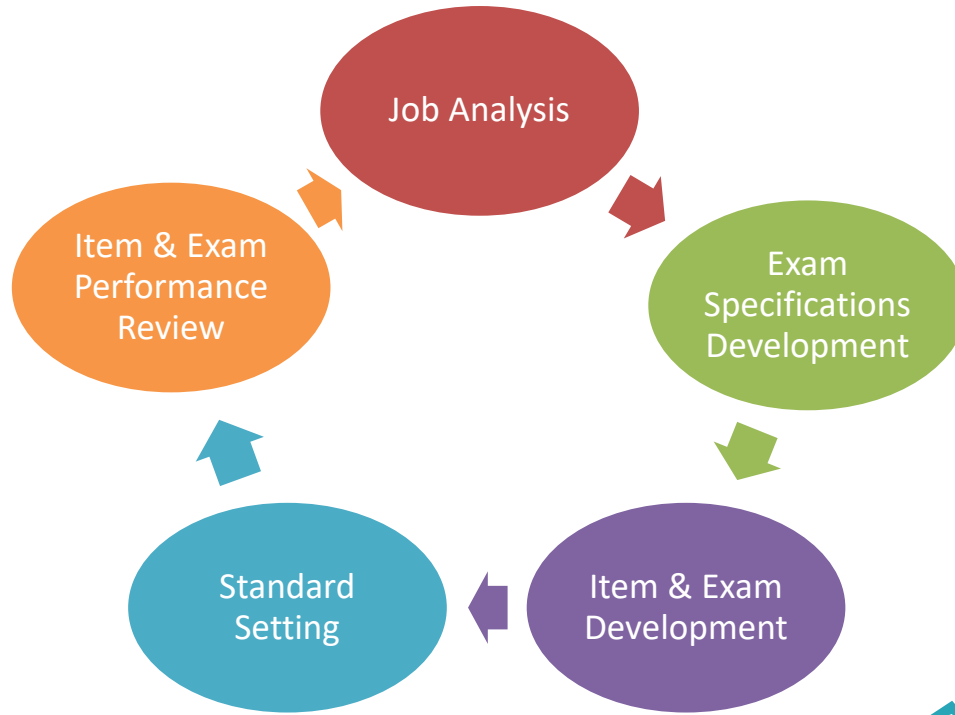 Job Analysis
Exam
Specifications
Development
Item & Exam
Development
Standard
Setting
Item & Exam
Performance
Review